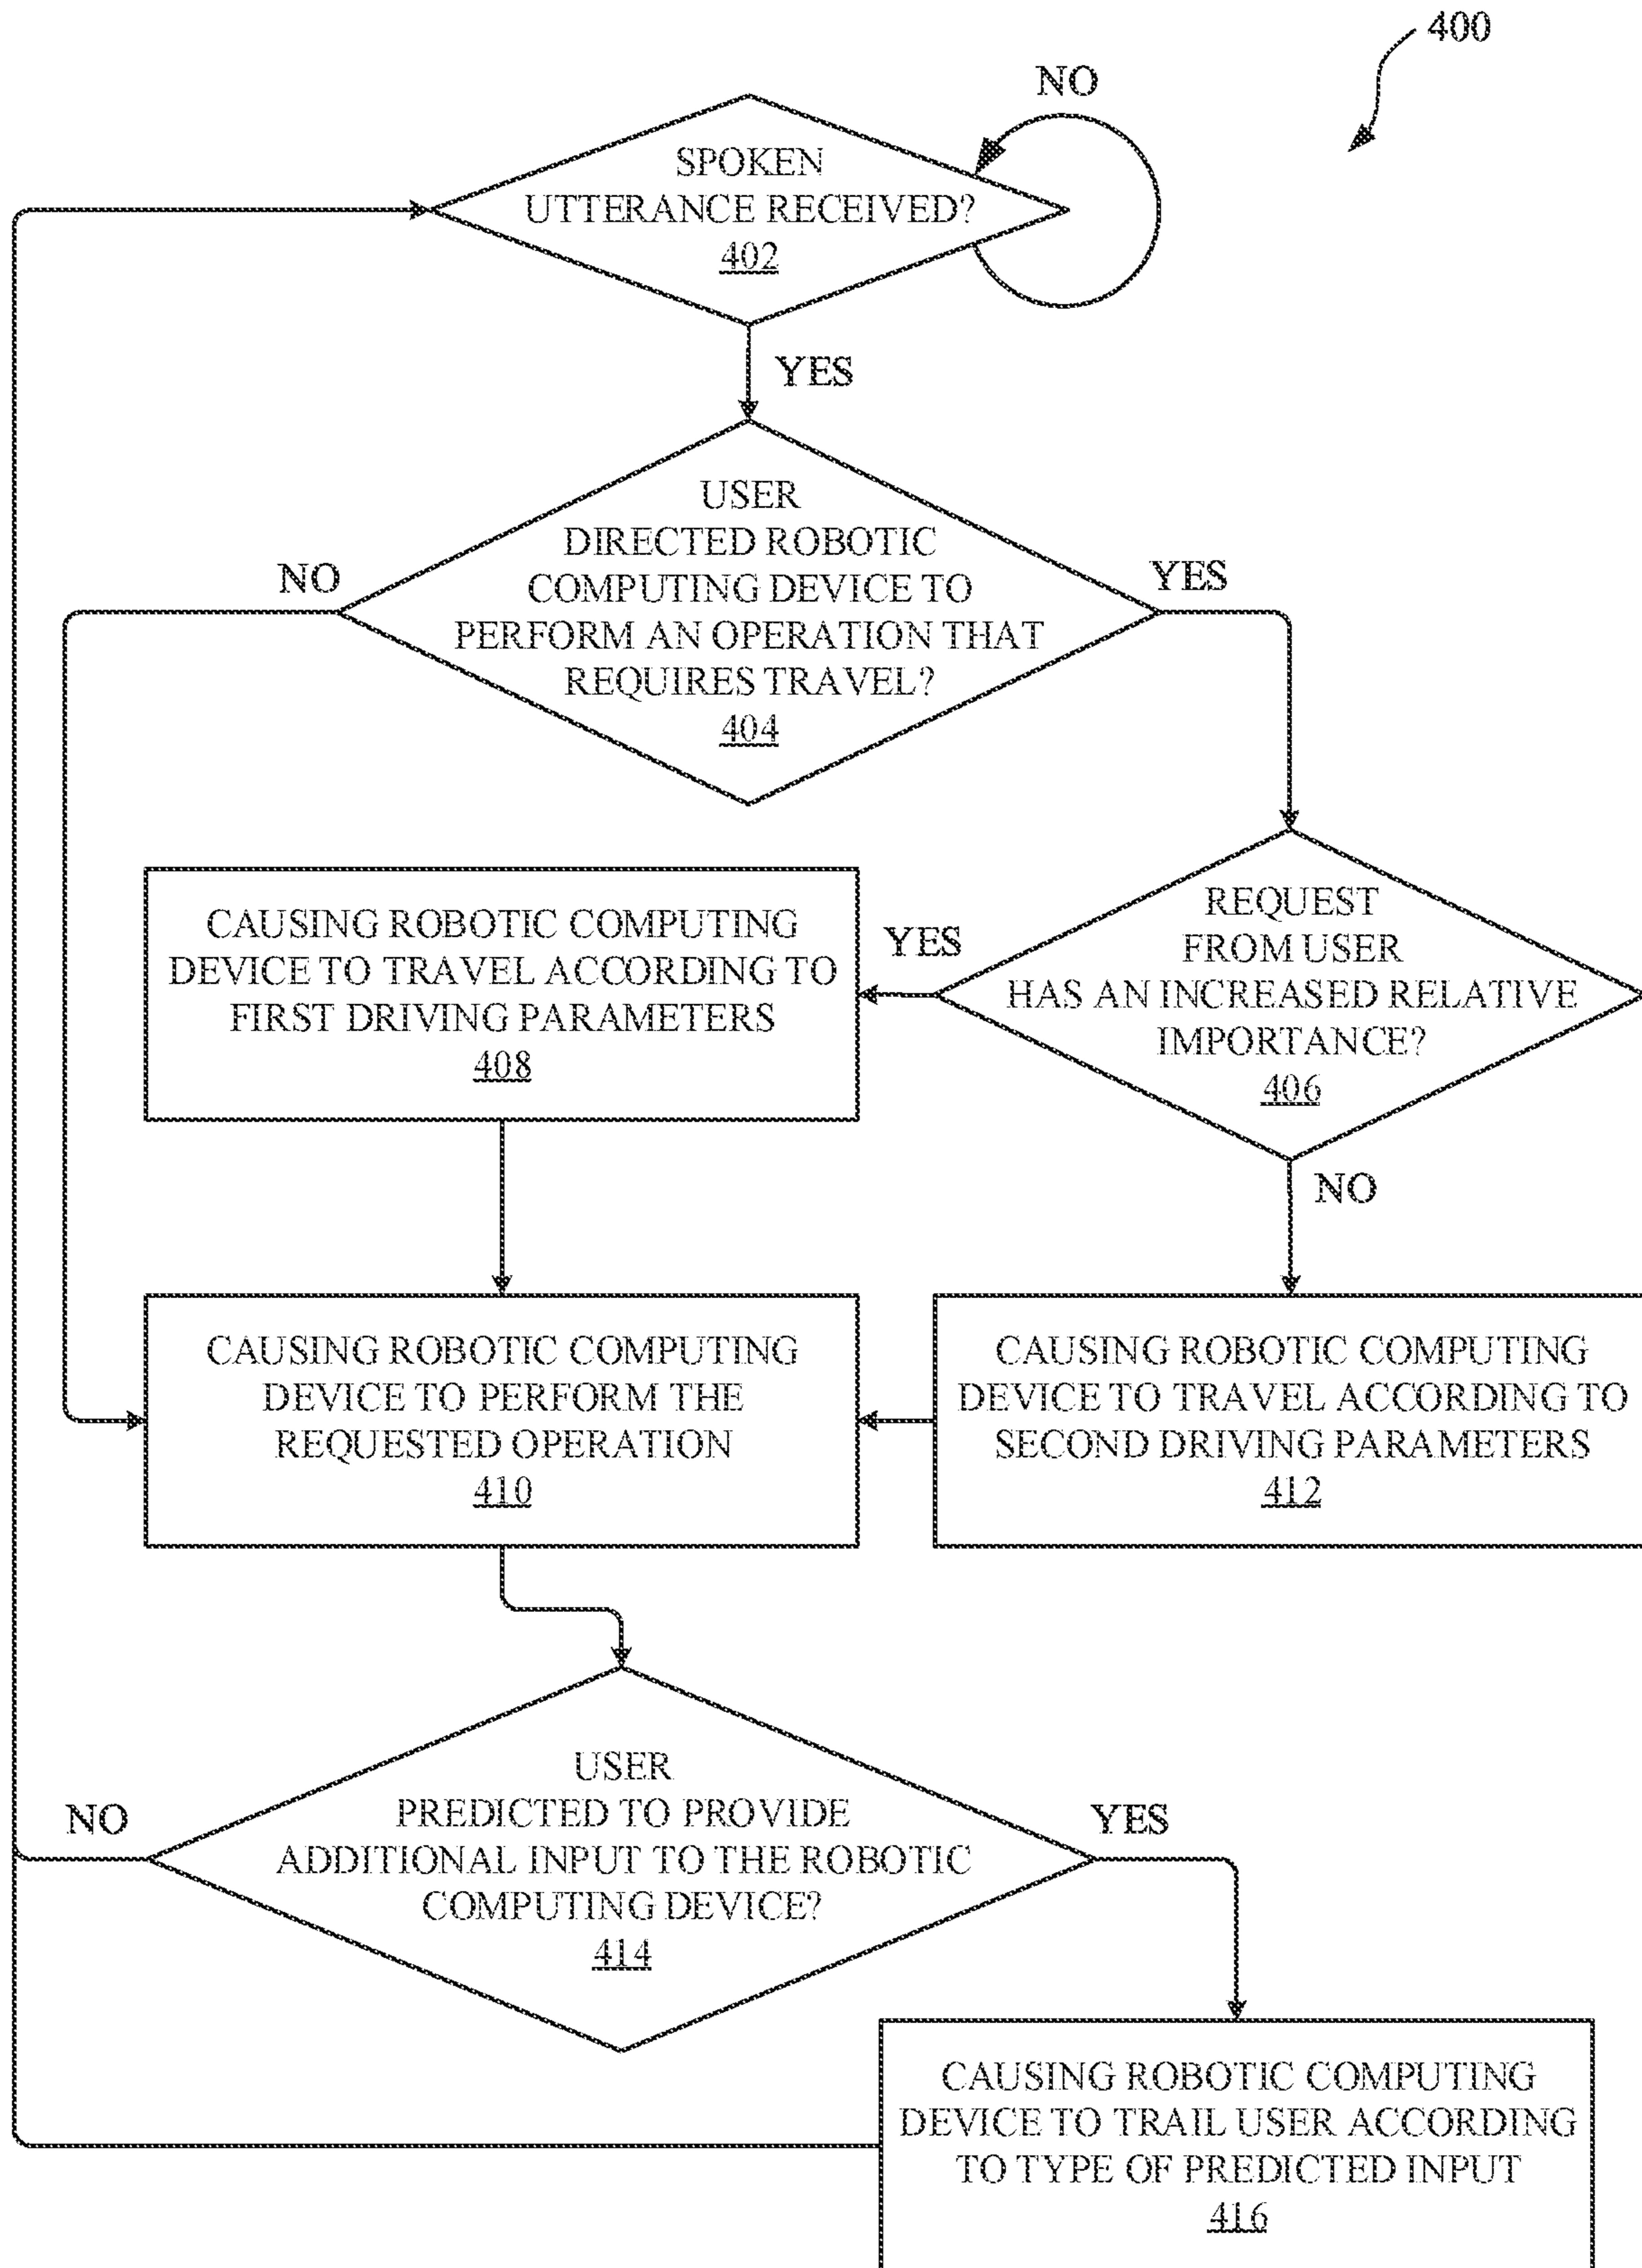 400
NO
SPOKEN
UTTERANCE RECEIVED?
402
YES
USER
DIRECTED ROBOTIC
COMPUTING DEVICE TO
PERFORM AN OPERATION THAT
REQUIRES TRAVEL?
404
NO
YES
REQUEST
FROM USER
HAS AN INCREASED RELATIVE
IMPORTANCE?
406
YES
NO
CAUSING ROBOTIC COMPUTING
DEVICE TO TRAVEL ACCORDING TO
FIRST DRIVING PARAMETERS
408
CAUSING ROBOTIC COMPUTING
DEVICE TO PERFORM THE
REQUESTED OPERATION
410
CAUSING ROBOTIC COMPUTING
DEVICE TO TRAVEL ACCORDING TO
SECOND DRIVING PARAMETERS
412
USER
PREDICTED TO PROVIDE
ADDITIONAL INPUT TO THE ROBOTIC
COMPUTING DEVICE?
414
NO
YES
CAUSING ROBOTIC COMPUTING
DEVICE TO TRAIL USER ACCORDING
TO TYPE OF PREDICTED INPUT
416